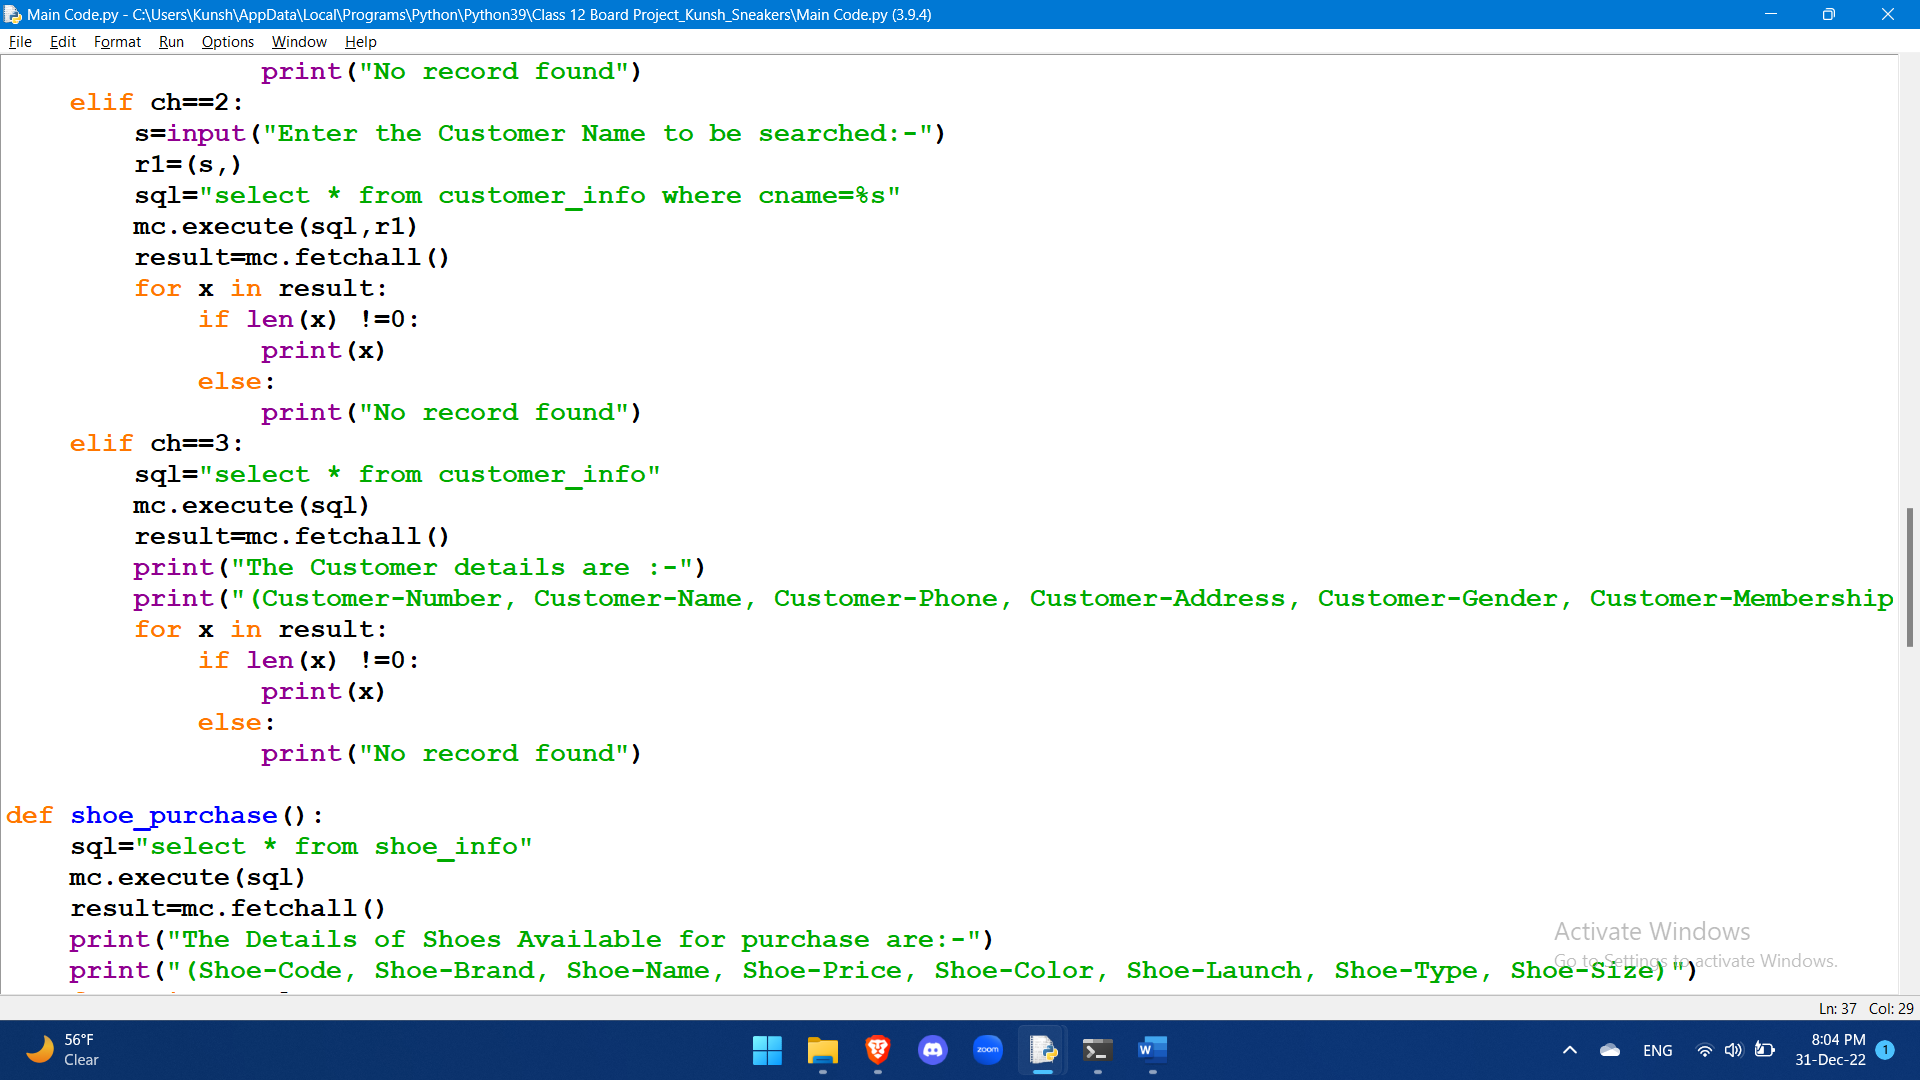 Main Code.py - C:\Users\Kunsh\AppData\Local\Programs\Python\Python39\Class 12 Board Project_Kunsh_Sneakers\Main Code.py (3.9.4)
File Edit Format Run Options Window Help
                print("No record found")
    elif ch==2:
        s=input("Enter the Customer Name to be searched:-")
        r1=(s,)
        sql="select * from customer_info where cname=%s"
        mc.execute(sql,r1)
        result=mc.fetchall()
        for x in result:
            if len(x) !=0:
                print(x)
            else:
                print("No record found")
    elif ch==3:
        sql="select * from customer_info"
        mc.execute(sql)
        result=mc.fetchall()
        print("The Customer details are :-")
        print("(Customer-Number, Customer-Name, Customer-Phone, Customer-Address, Customer-Gender, Customer-Membership
        for x in result:
            if len(x) !=0:
                print(x)
            else:
                print("No record found")
def shoe_purchase():
    sql="select * from shoe_info"
    mc.execute(sql)
    result=mc.fetchall()
    print("The Details of Shoes Available for purchase are:-")
    print("(Shoe-Code, Shoe-Brand, Shoe-Name, Shoe-Price, Shoe-Color, Shoe-Launch, Shoe-Type, Shoe-Size)")
Activate Windows
Go to Settings to activate Windows.
Ln: 37 Col: 29
56°F
Clear
zoom
W
ENG
8:04 PM
31-Dec-22
1